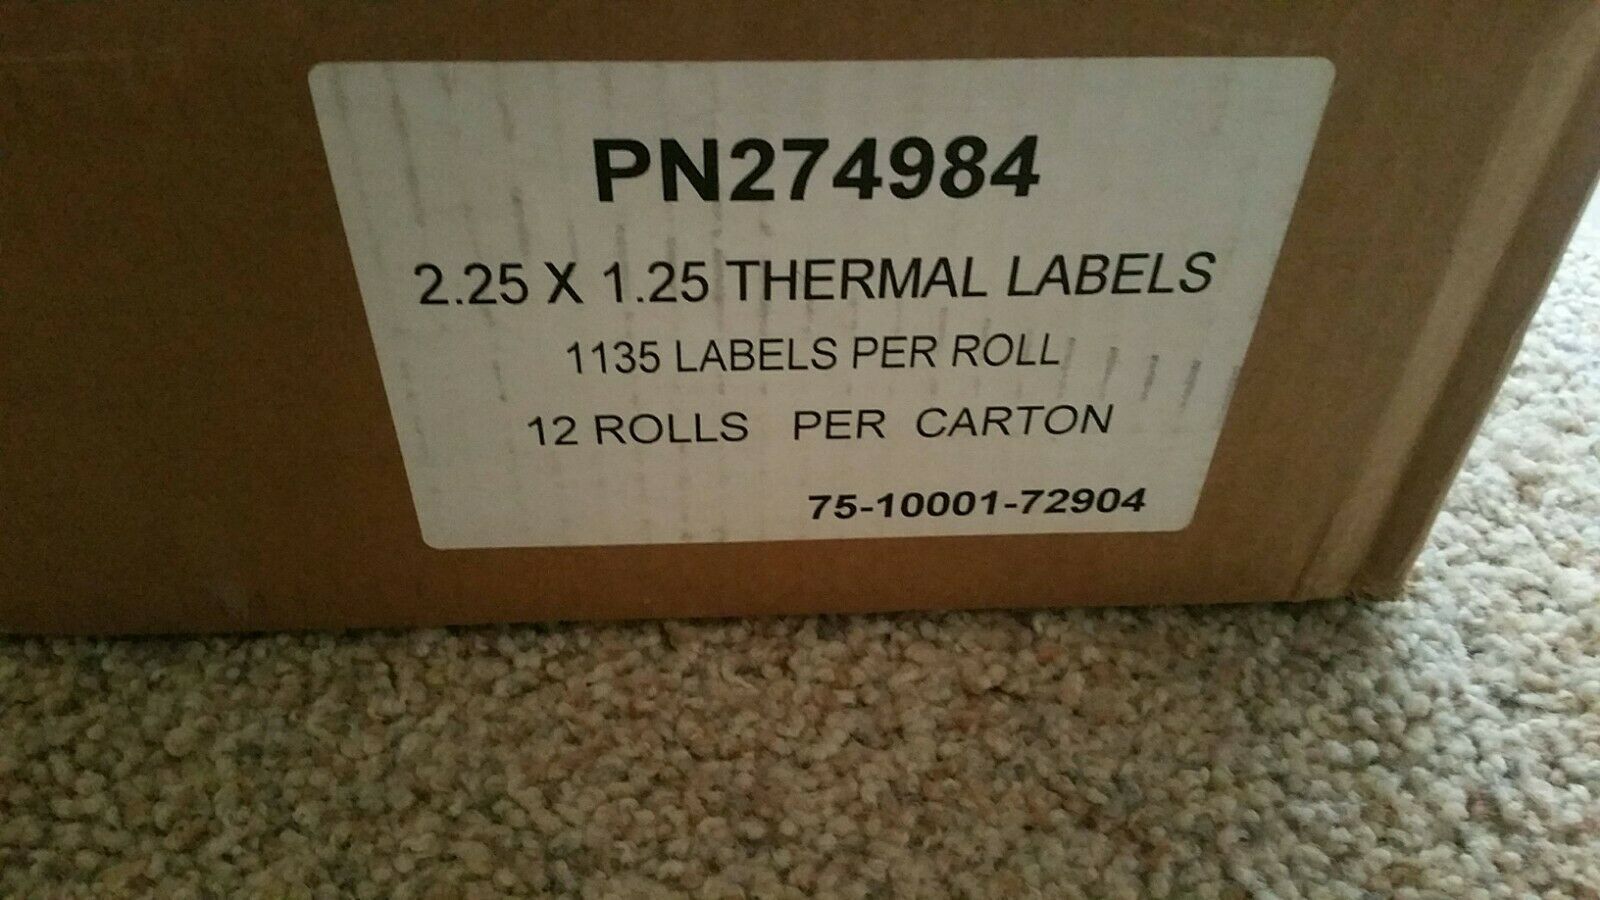 PN274984
2.25 X 1.25 THERMAL LABELS
1135 LABELS PER ROLL
12 ROLLS PER CARTON
75-10001-72904